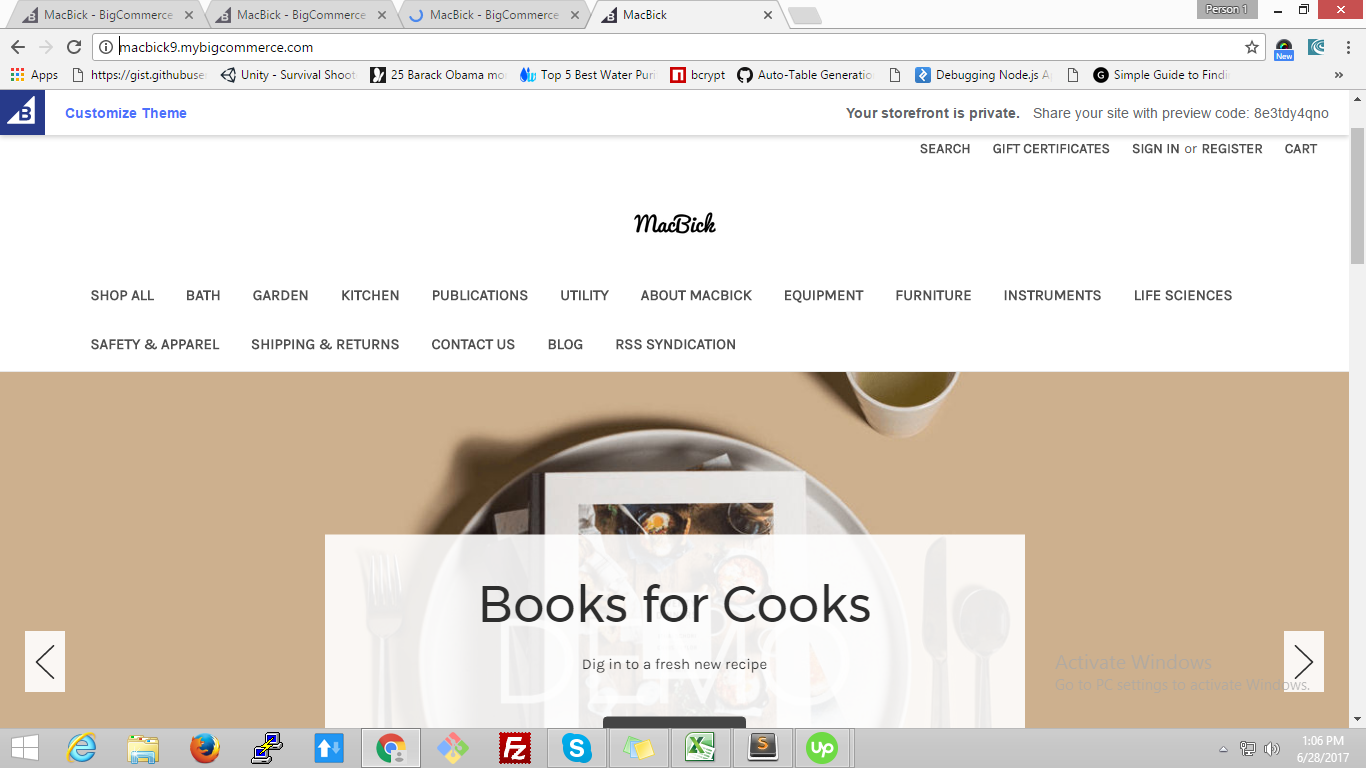 MacBick - BigCommerce
MacBick - BigCommerce
MacBick - BigCommerce
MacBick
Person 1
macbick9.mybigcommerce.com
New
Apps
https://gist.githubuse
Unity - Survival Shoot
25 Barack Obama mo
Top 5 Best Water Pur
bcrypt
Auto-Table Generatio
Debugging Node.js A
Simple Guide to Findi
»
B
Customize Theme
Your storefront is private. Share your site with preview code: 8e3tdy4qno
SEARCH GIFT CERTIFICATES SIGN IN or REGISTER CART
MacBick
SHOP ALL BATH GARDEN KITCHEN PUBLICATIONS UTILITY ABOUT MACBICK EQUIPMENT FURNITURE INSTRUMENTS LIFE SCIENCES
SAFETY & APPAREL SHIPPING & RETURNS CONTACT US BLOG RSS SYNDICATION
Books for Cooks
DEMO
Dig in to a fresh new recipe
Activate Windows
Go to PC settings to activate Windows.
Fz
S
X
S
Up
1:06 PM
6/28/2017